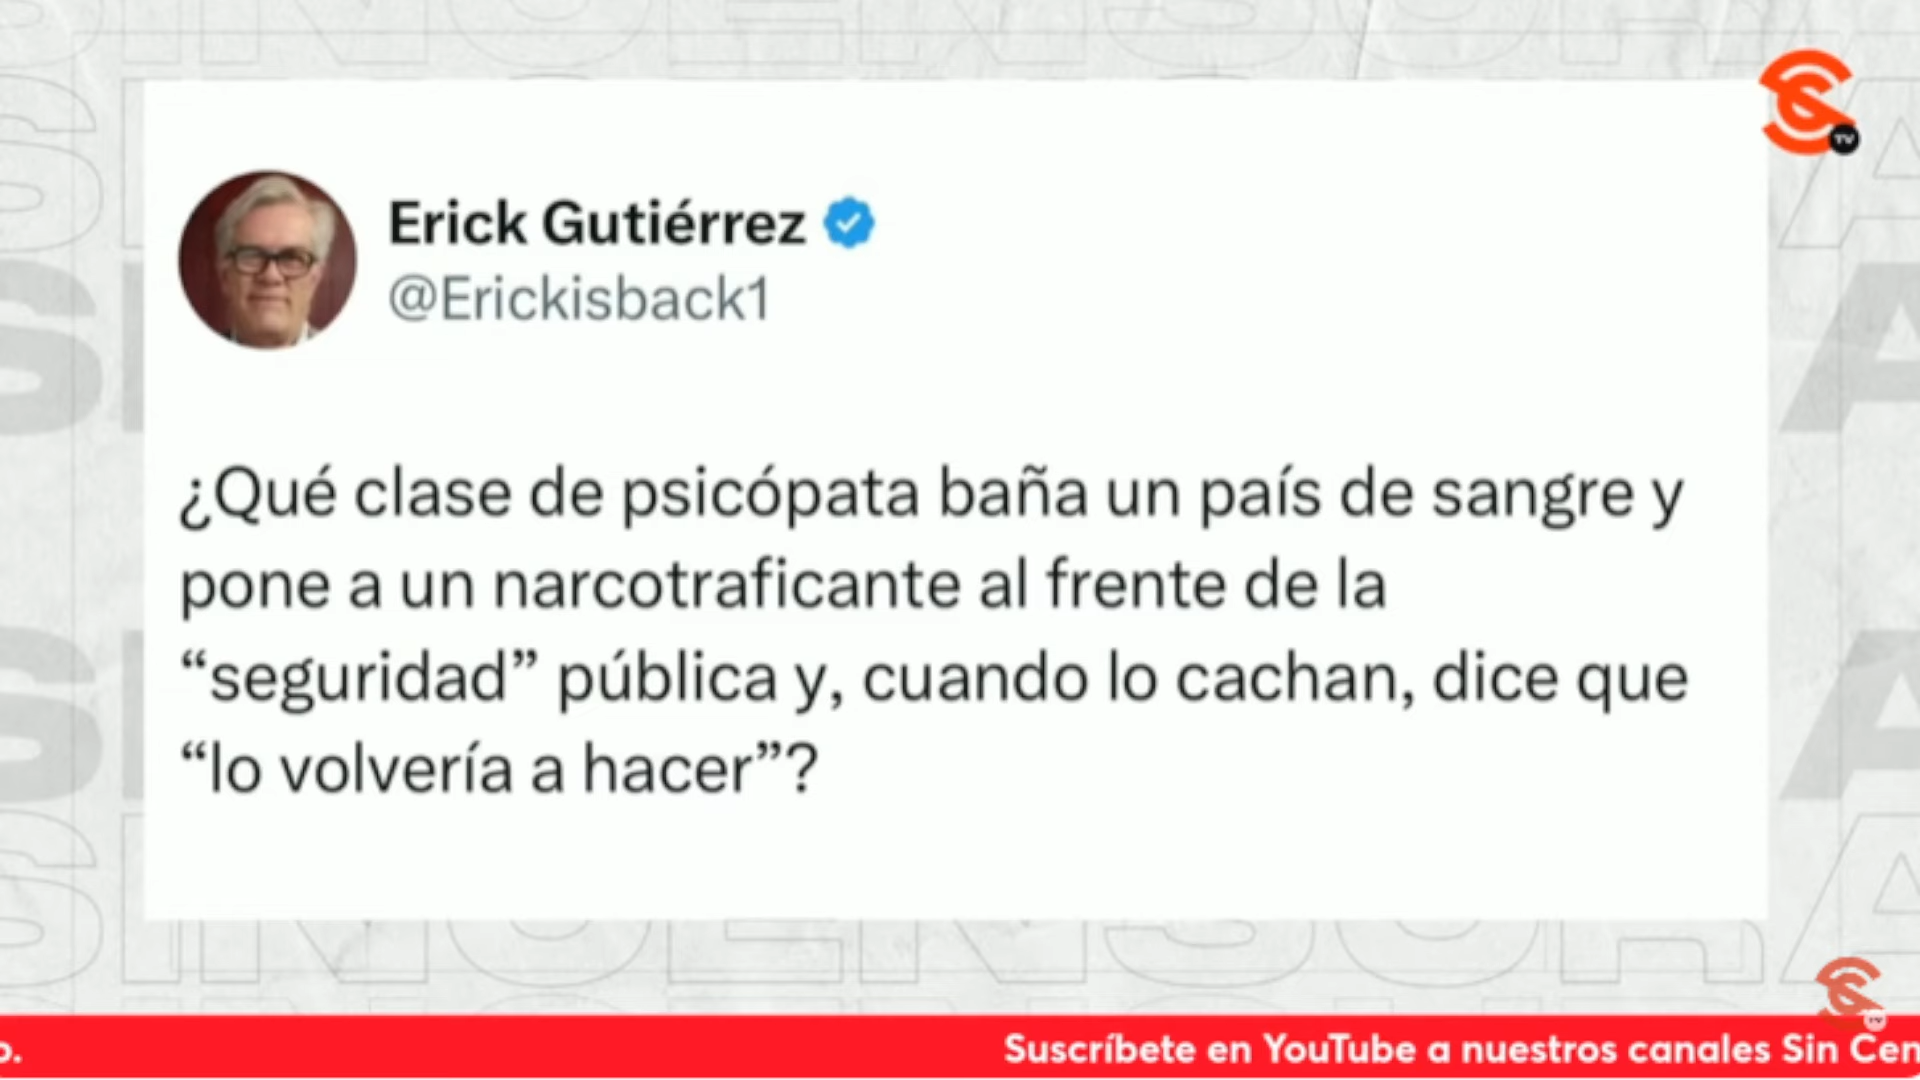 Erick Gutiérrez
@Erickisback1
¿Qué clase de psicópata baña un país de sangre y
pone a un narcotraficante al frente de la
“seguridad” pública y, cuando lo cachan, dice que
“lo volvería a hacer”?
TV
o.
Suscríbete en YouTube a nuestros canales Sin Cen